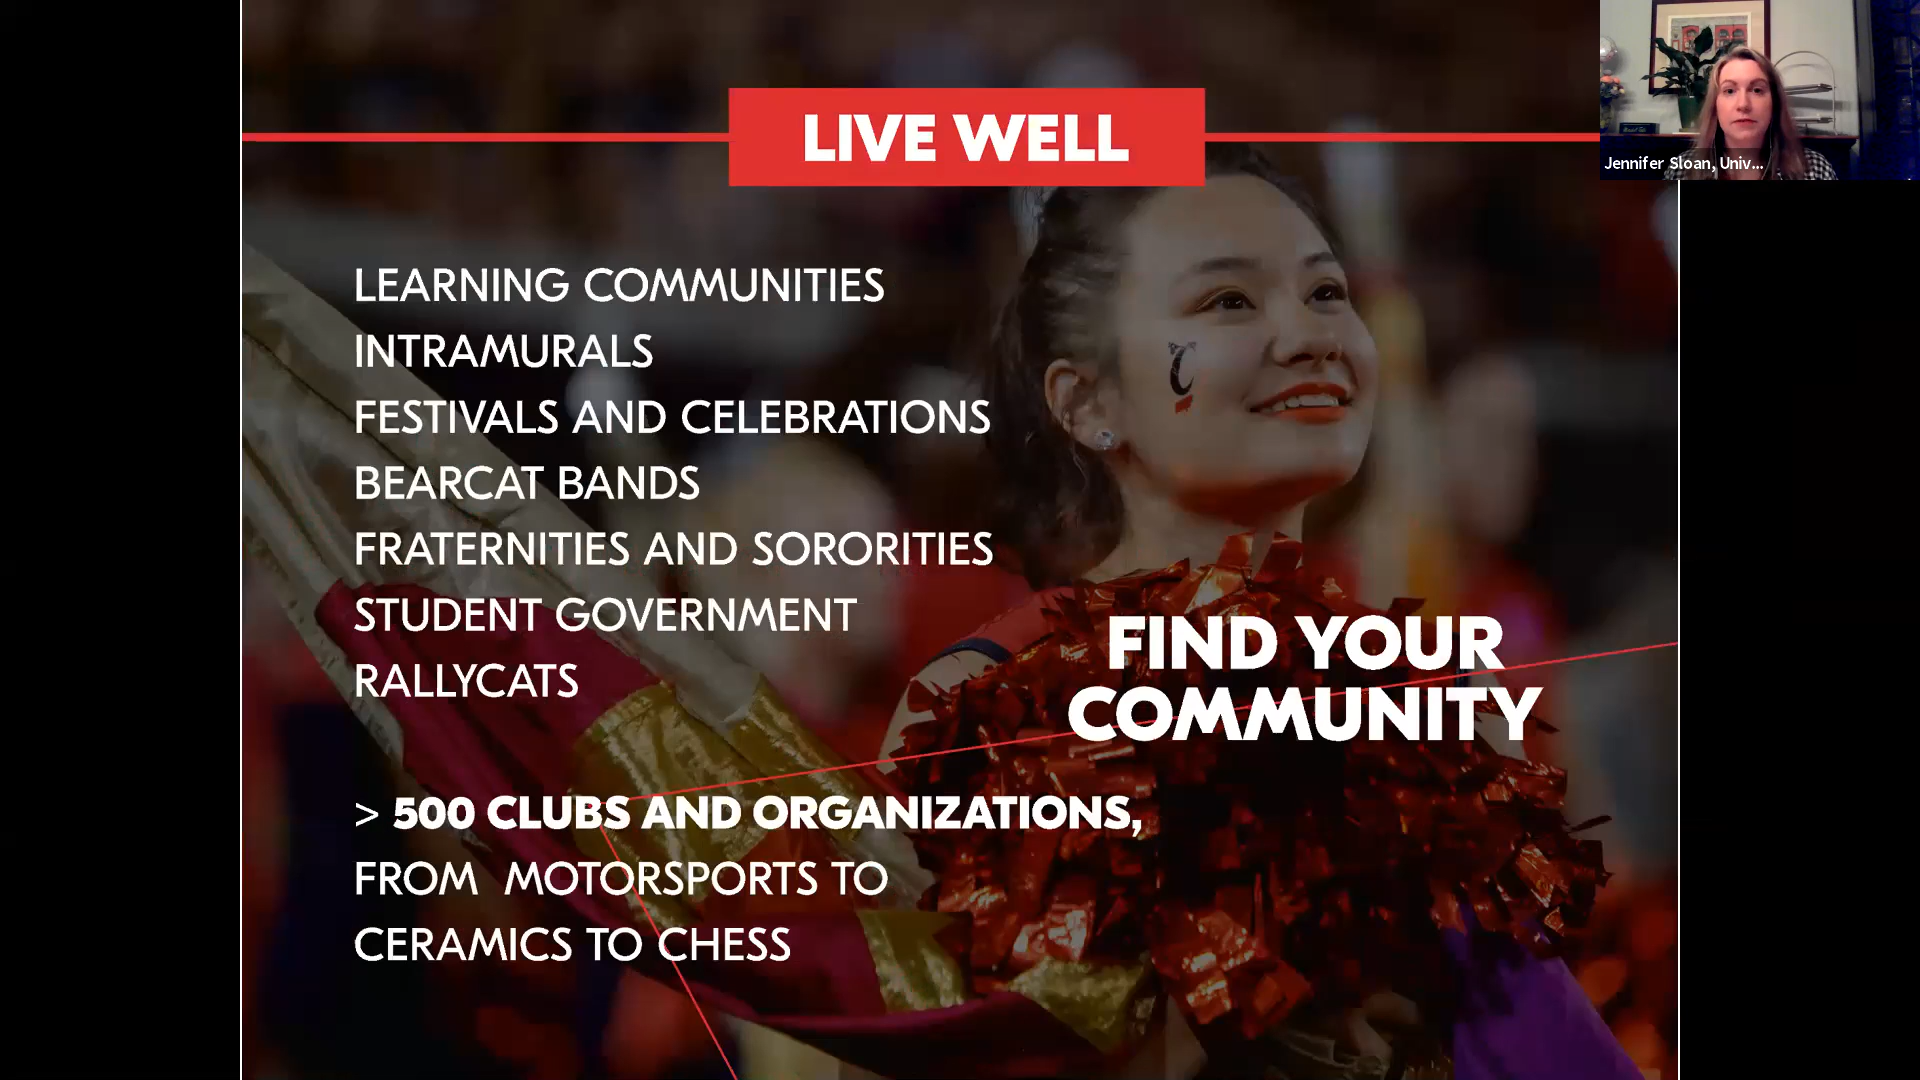 LIVE WELL
Jennifer Sloan, Univ...
LEARNING COMMUNITIES
INTRAMURALS
FESTIVALS AND CELEBRATIONS
BEARCAT BANDS
FRATERNITIES AND SORORITIES
STUDENT GOVERNMENT
RALLYCATS
FIND YOUR
COMMUNITY
> 500 CLUBS AND ORGANIZATIONS,
FROM MOTORSPORTS TO
CERAMICS TO CHESS